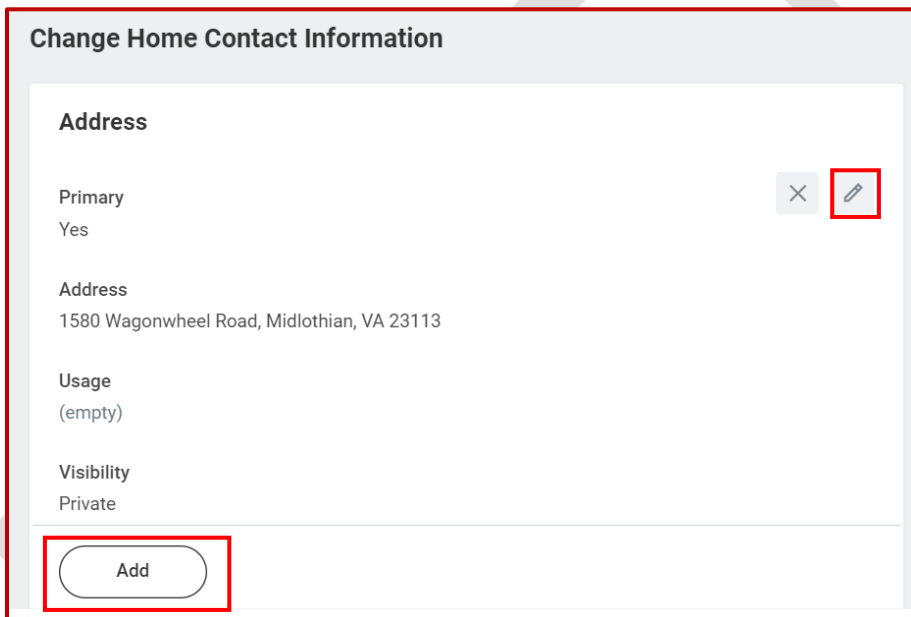 Change Home Contact Information
Address
Primary
Yes
Address
1580 Wagonwheel Road, Midlothian, VA 23113
Usage
(empty)
Visibility
Private
Add